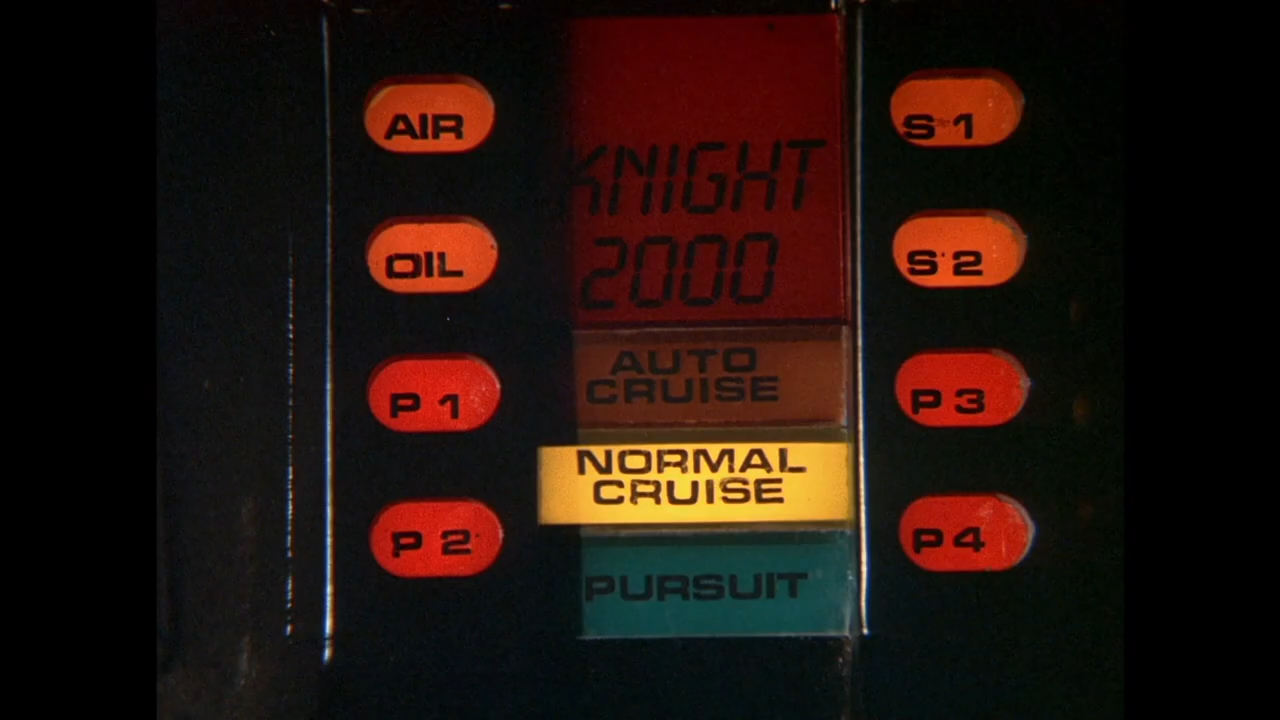 AIR
OIL
P 1
P 2
KNIGHT
2000
AUTO
CRUISE
NORMAL
CRUISE
PURSUIT
S 1
S 2
P 3
P 4